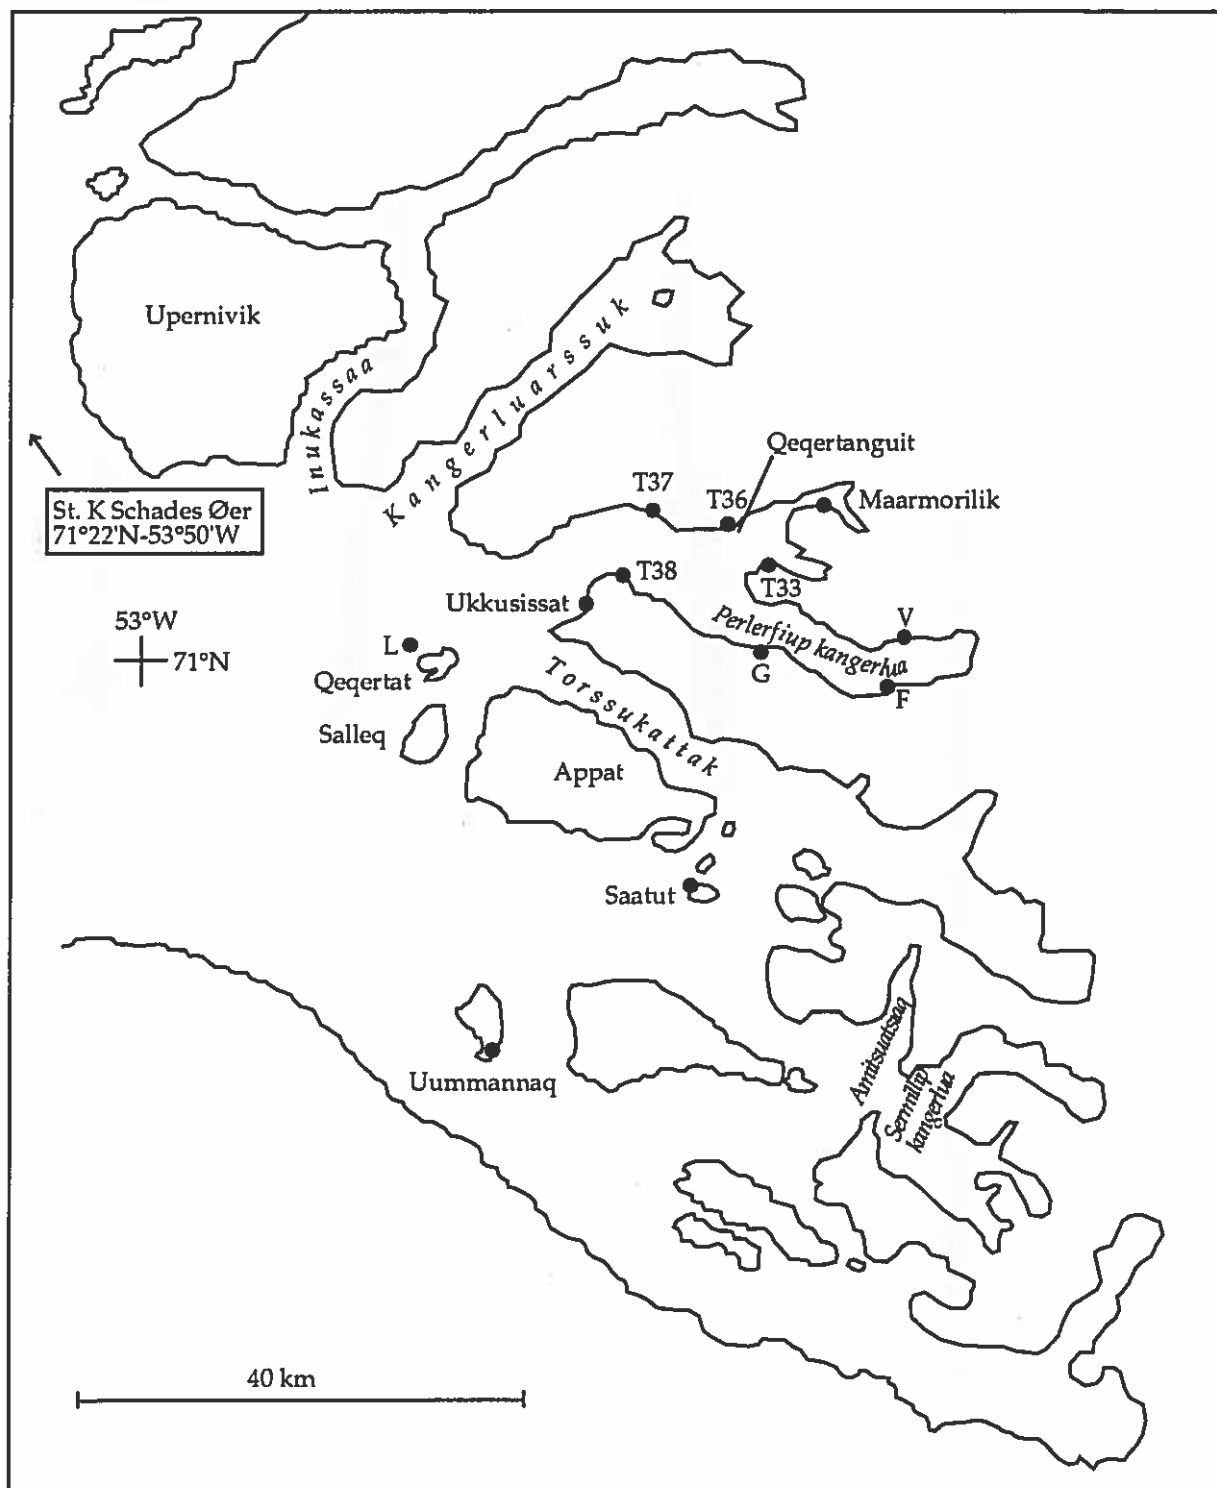 Upernivik
Inukassaa
Kangerluarssuk
Qeqertanguit
T37
T36
Maarmorilik
St. K Schades Øer
71°22'N-53°50'W
T38
T33
Ukkusissat
53°W
71°N
V
Perlerfiup kangerlua
L
G
F
Qeqertat
Torssukattak
Salleq
Appat
Saatut
Amitsuatsiaq
Sermillip
kangerlua
Uummannaq
40 km